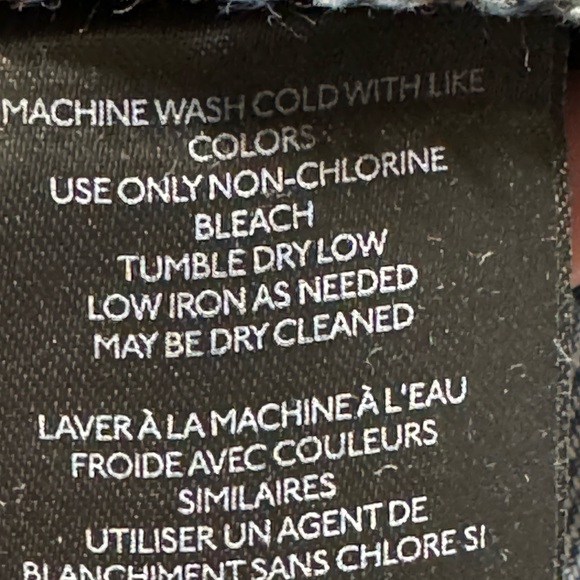 MACHINE WASH COLD WITH LIKE
COLORS
USE ONLY NON-CHLORINE
BLEACH
TUMBLE DRY LOW
LOW IRON AS NEEDED
MAY BE DRY CLEANED
LAVER À LA MACHINE À L'EAU
FROIDE AVEC COULEURS
SIMILAIRES
UTILISER UN AGENT DE
BLANCHIMENT SANS CHLORE SI